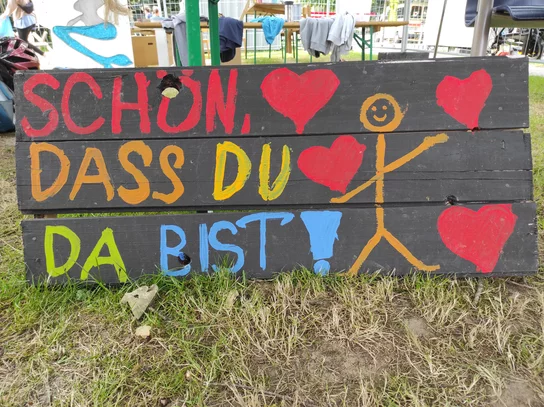 SCHÖN,
DASS DU
DA BIST!